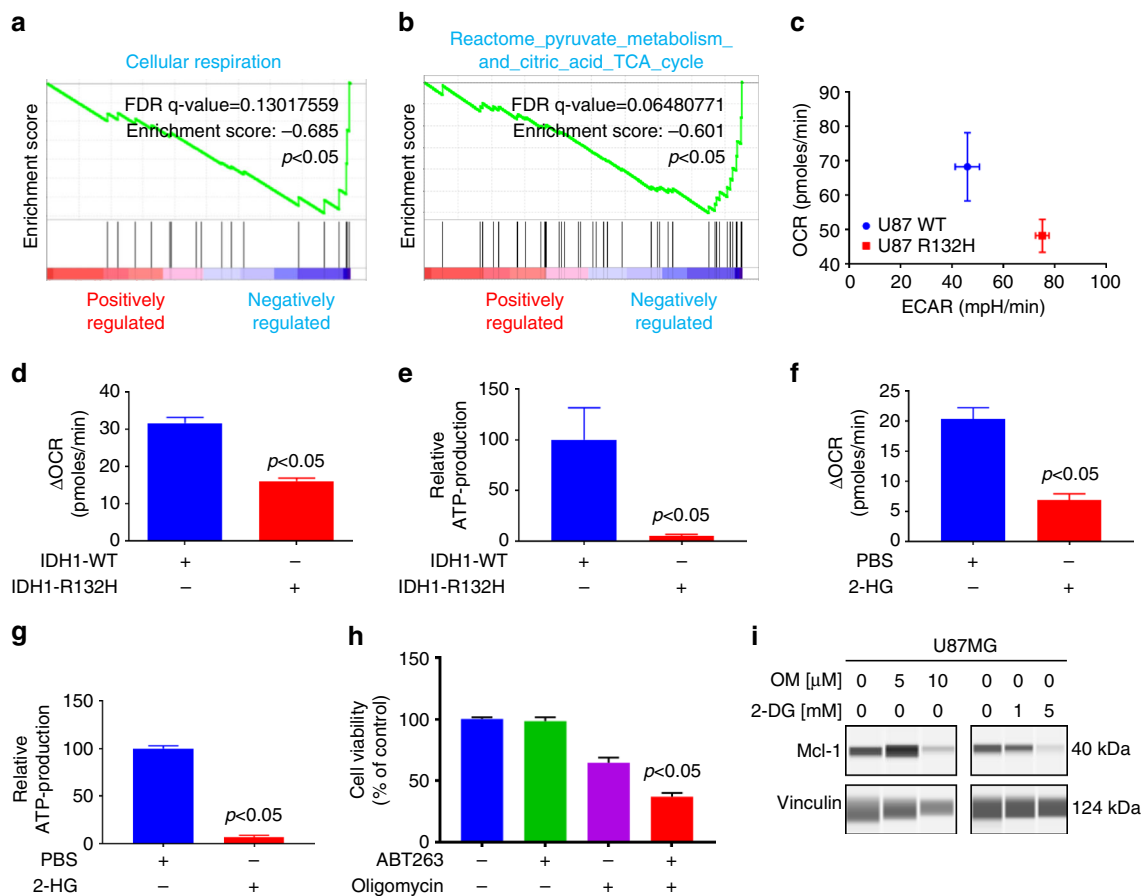 a
Cellular respiration
Enrichment score
FDR q-value=0.13017559
Enrichment score: –0.685
p<0.05
Positively regulated
Negatively regulated
b
Reactome_pyruvate_metabolism_
and_citric_acid_TCA_cycle
Enrichment score
FDR q-value=0.06480771
Enrichment score: –0.601
p<0.05
Positively regulated
Negatively regulated
c
OCR (pmoles/min)
90
80
70
60
50
40
U87 WT
U87 R132H
0 20 40 60 80 100
ECAR (mpH/min)
d
ΔOCR
(pmoles/min)
40
30
20
10
0
p<0.05
IDH1-WT + –
IDH1-R132H – +
e
Relative
ATP-production
150
100
50
0
p<0.05
IDH1-WT + –
IDH1-R132H – +
f
ΔOCR
(pmoles/min)
25
20
15
10
5
0
p<0.05
PBS + –
2-HG – +
g
Relative
ATP-production
150
100
50
0
p<0.05
PBS + –
2-HG – +
h
Cell viability
(% of control)
150
100
50
0
p<0.05
ABT263 – + – +
Oligomycin – – + +
i
U87MG
OM [μM] 0 5 10 0 0 0
2-DG [mM] 0 0 0 0 1 5
Mcl-1 40 kDa
Vinculin 124 kDa